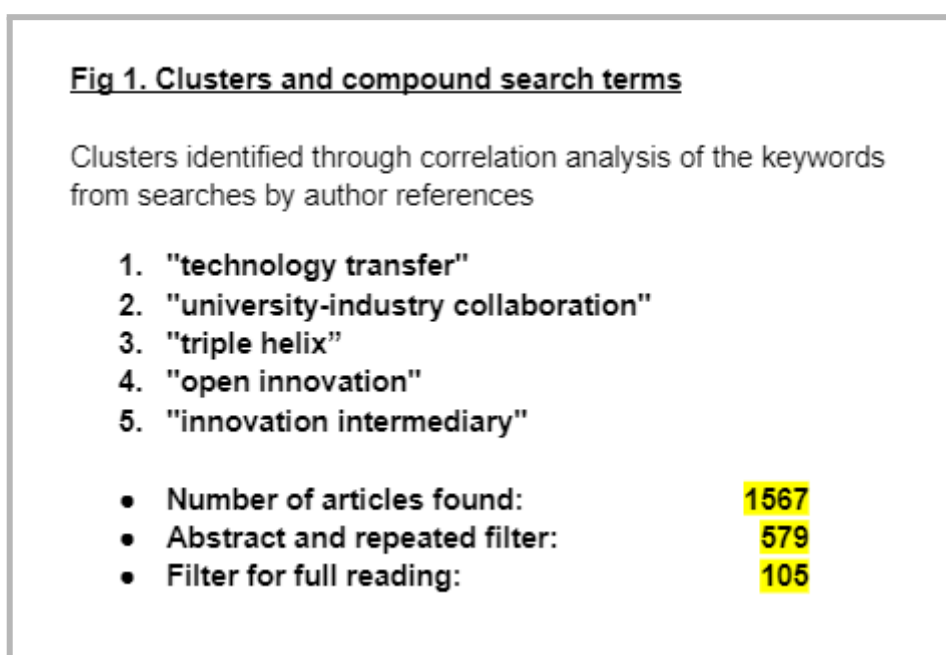 Fig 1. Clusters and compound search terms
Clusters identified through correlation analysis of the keywords
from searches by author references
1. "technology transfer"
2. "university-industry collaboration"
3. "triple helix”
4. "open innovation"
5. "innovation intermediary"
● Number of articles found: 1567
● Abstract and repeated filter: 579
● Filter for full reading: 105